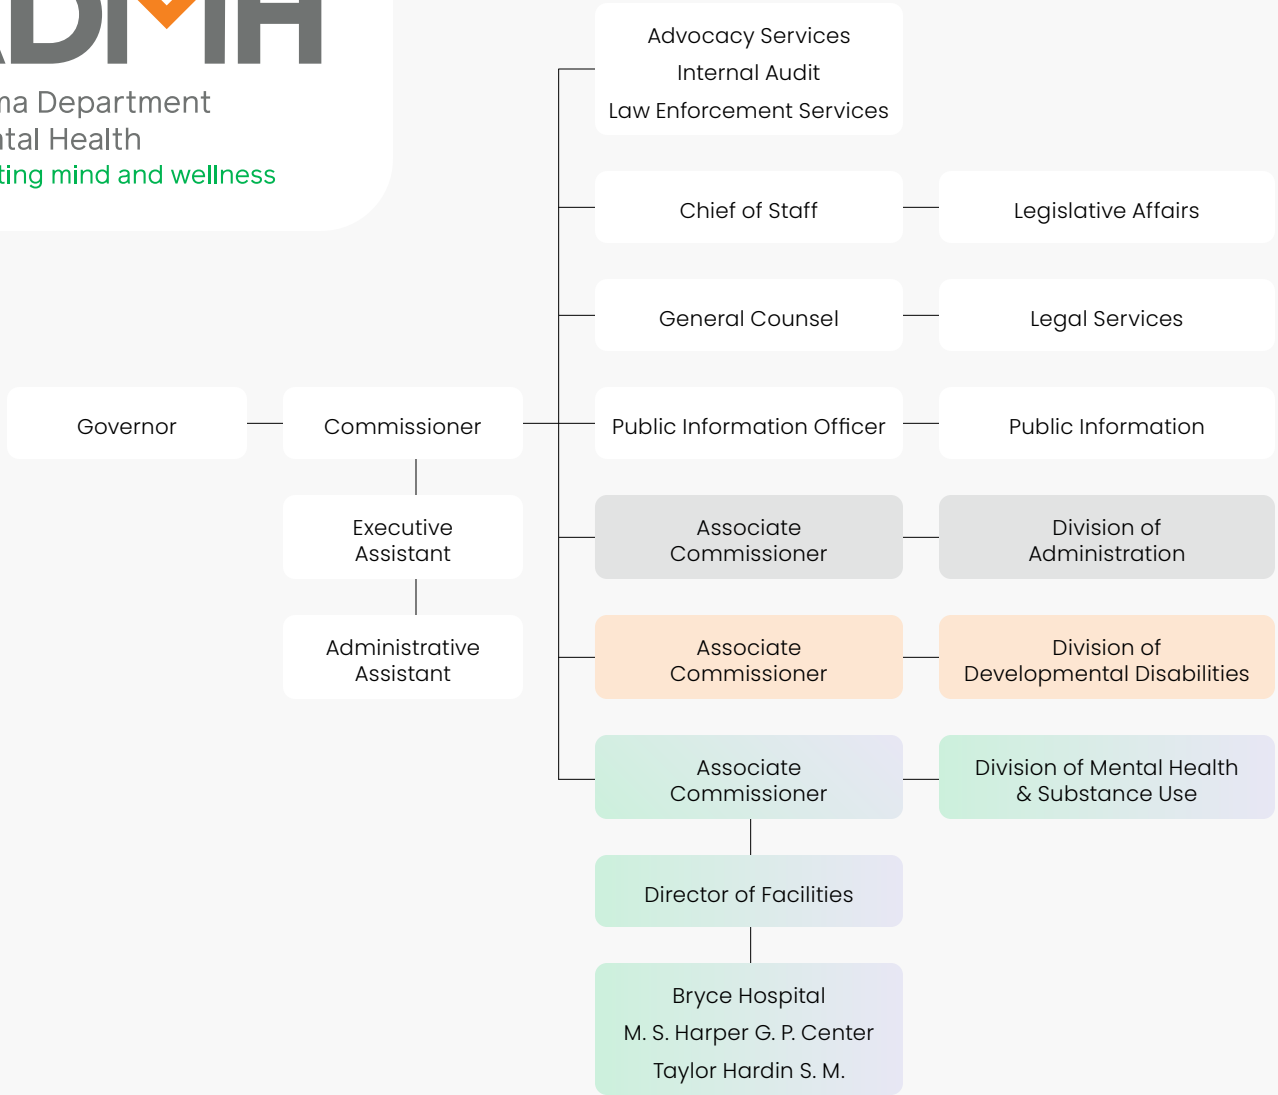 ma Department
ntal Health
ting mind and wellness
Advocacy Services
Internal Audit
Law Enforcement Services
Chief of Staff
Legislative Affairs
General Counsel
Legal Services
Governor
Commissioner
Public Information Officer
Public Information
Executive
Assistant
Associate
Commissioner
Division of
Administration
Administrative
Assistant
Associate
Commissioner
Division of
Developmental Disabilities
Associate
Commissioner
Division of Mental Health
& Substance Use
Director of Facilities
Bryce Hospital
M. S. Harper G. P. Center
Taylor Hardin S. M.